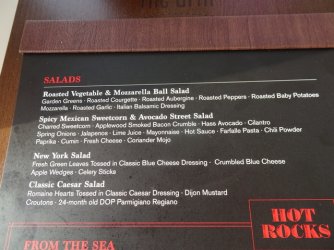 SALADS
Roasted Vegetable & Mozzarella Ball Salad
Garden Greens · Roasted Courgette · Roasted Aubergine · Roasted Peppers · Roasted Baby Potatoes
Mozzarella · Roasted Garlic · Italian Balsamic Dressing
Spicy Mexican Sweetcorn & Avocado Street Salad
Charred Sweetcorn · Applewood Smoked Bacon Crumble · Hass Avocado · Cilantro
Spring Onions · Jalapenos · Lime Juice · Mayonnaise · Hot Sauce · Farfalle Pasta · Chili Powder
Paprika · Cumin · Fresh Cheese · Coriander Mojo
New York Salad
Fresh Green Leaves Tossed in Classic Blue Cheese Dressing · Crumbled Blue Cheese
Apple Wedges · Celery Sticks
Classic Caesar Salad
Romaine Hearts Tossed in Classic Caesar Dressing · Dijon Mustard
Croutons · 24-month old DOP Parmigiano Regiano
HOT
ROCKS
FROM THE SEA